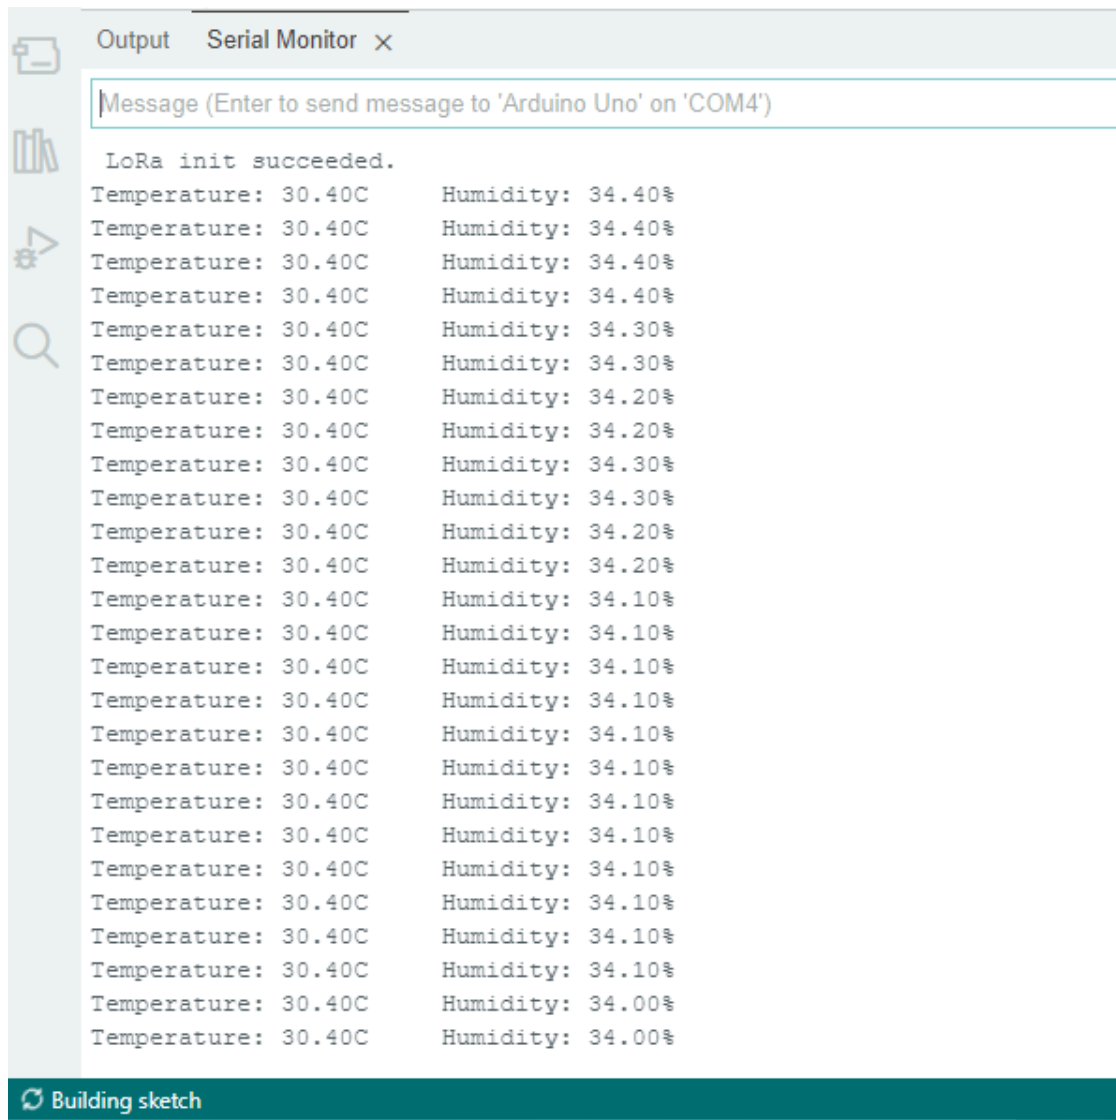 Output Serial Monitor
Message (Enter to send message to 'Arduino Uno' on 'COM4')
LoRa init succeeded.
Temperature: 30.40C Humidity: 34.40%
Temperature: 30.40C Humidity: 34.40%
Temperature: 30.40C Humidity: 34.40%
Temperature: 30.40C Humidity: 34.40%
Temperature: 30.40C Humidity: 34.30%
Temperature: 30.40C Humidity: 34.30%
Temperature: 30.40C Humidity: 34.20%
Temperature: 30.40C Humidity: 34.20%
Temperature: 30.40C Humidity: 34.30%
Temperature: 30.40C Humidity: 34.30%
Temperature: 30.40C Humidity: 34.20%
Temperature: 30.40C Humidity: 34.20%
Temperature: 30.40C Humidity: 34.10%
Temperature: 30.40C Humidity: 34.10%
Temperature: 30.40C Humidity: 34.10%
Temperature: 30.40C Humidity: 34.10%
Temperature: 30.40C Humidity: 34.10%
Temperature: 30.40C Humidity: 34.10%
Temperature: 30.40C Humidity: 34.10%
Temperature: 30.40C Humidity: 34.10%
Temperature: 30.40C Humidity: 34.10%
Temperature: 30.40C Humidity: 34.10%
Temperature: 30.40C Humidity: 34.10%
Temperature: 30.40C Humidity: 34.10%
Temperature: 30.40C Humidity: 34.00%
Temperature: 30.40C Humidity: 34.00%
Building sketch